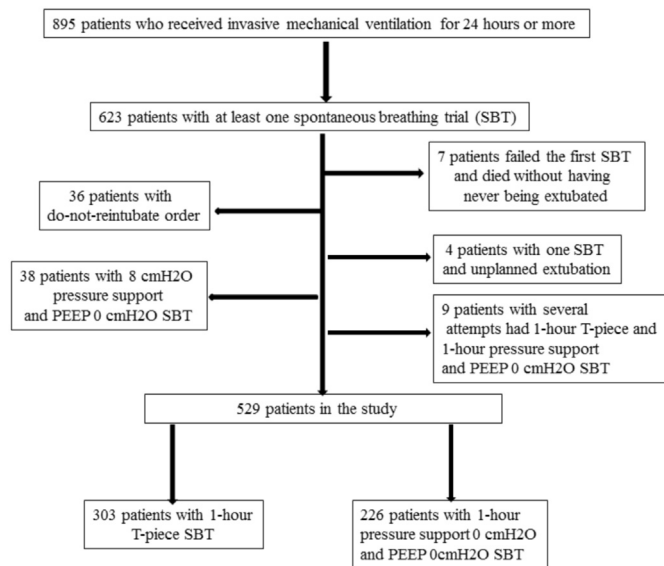 895 patients who received invasive mechanical ventilation for 24 hours or more
623 patients with at least one spontaneous breathing trial (SBT)
7 patients failed the first SBT
and died without having
never being extubated
36 patients with
do-not-reintubate order
4 patients with one SBT
and unplanned extubation
38 patients with 8 cmH2O
pressure support
and PEEP 0 cmH2O SBT
9 patients with several
attempts had 1-hour T-piece and
1-hour pressure support
and PEEP 0 cmH2O SBT
529 patients in the study
303 patients with 1-hour
T-piece SBT
226 patients with 1-hour
pressure support 0 cmH2O
and PEEP 0cmH2O SBT